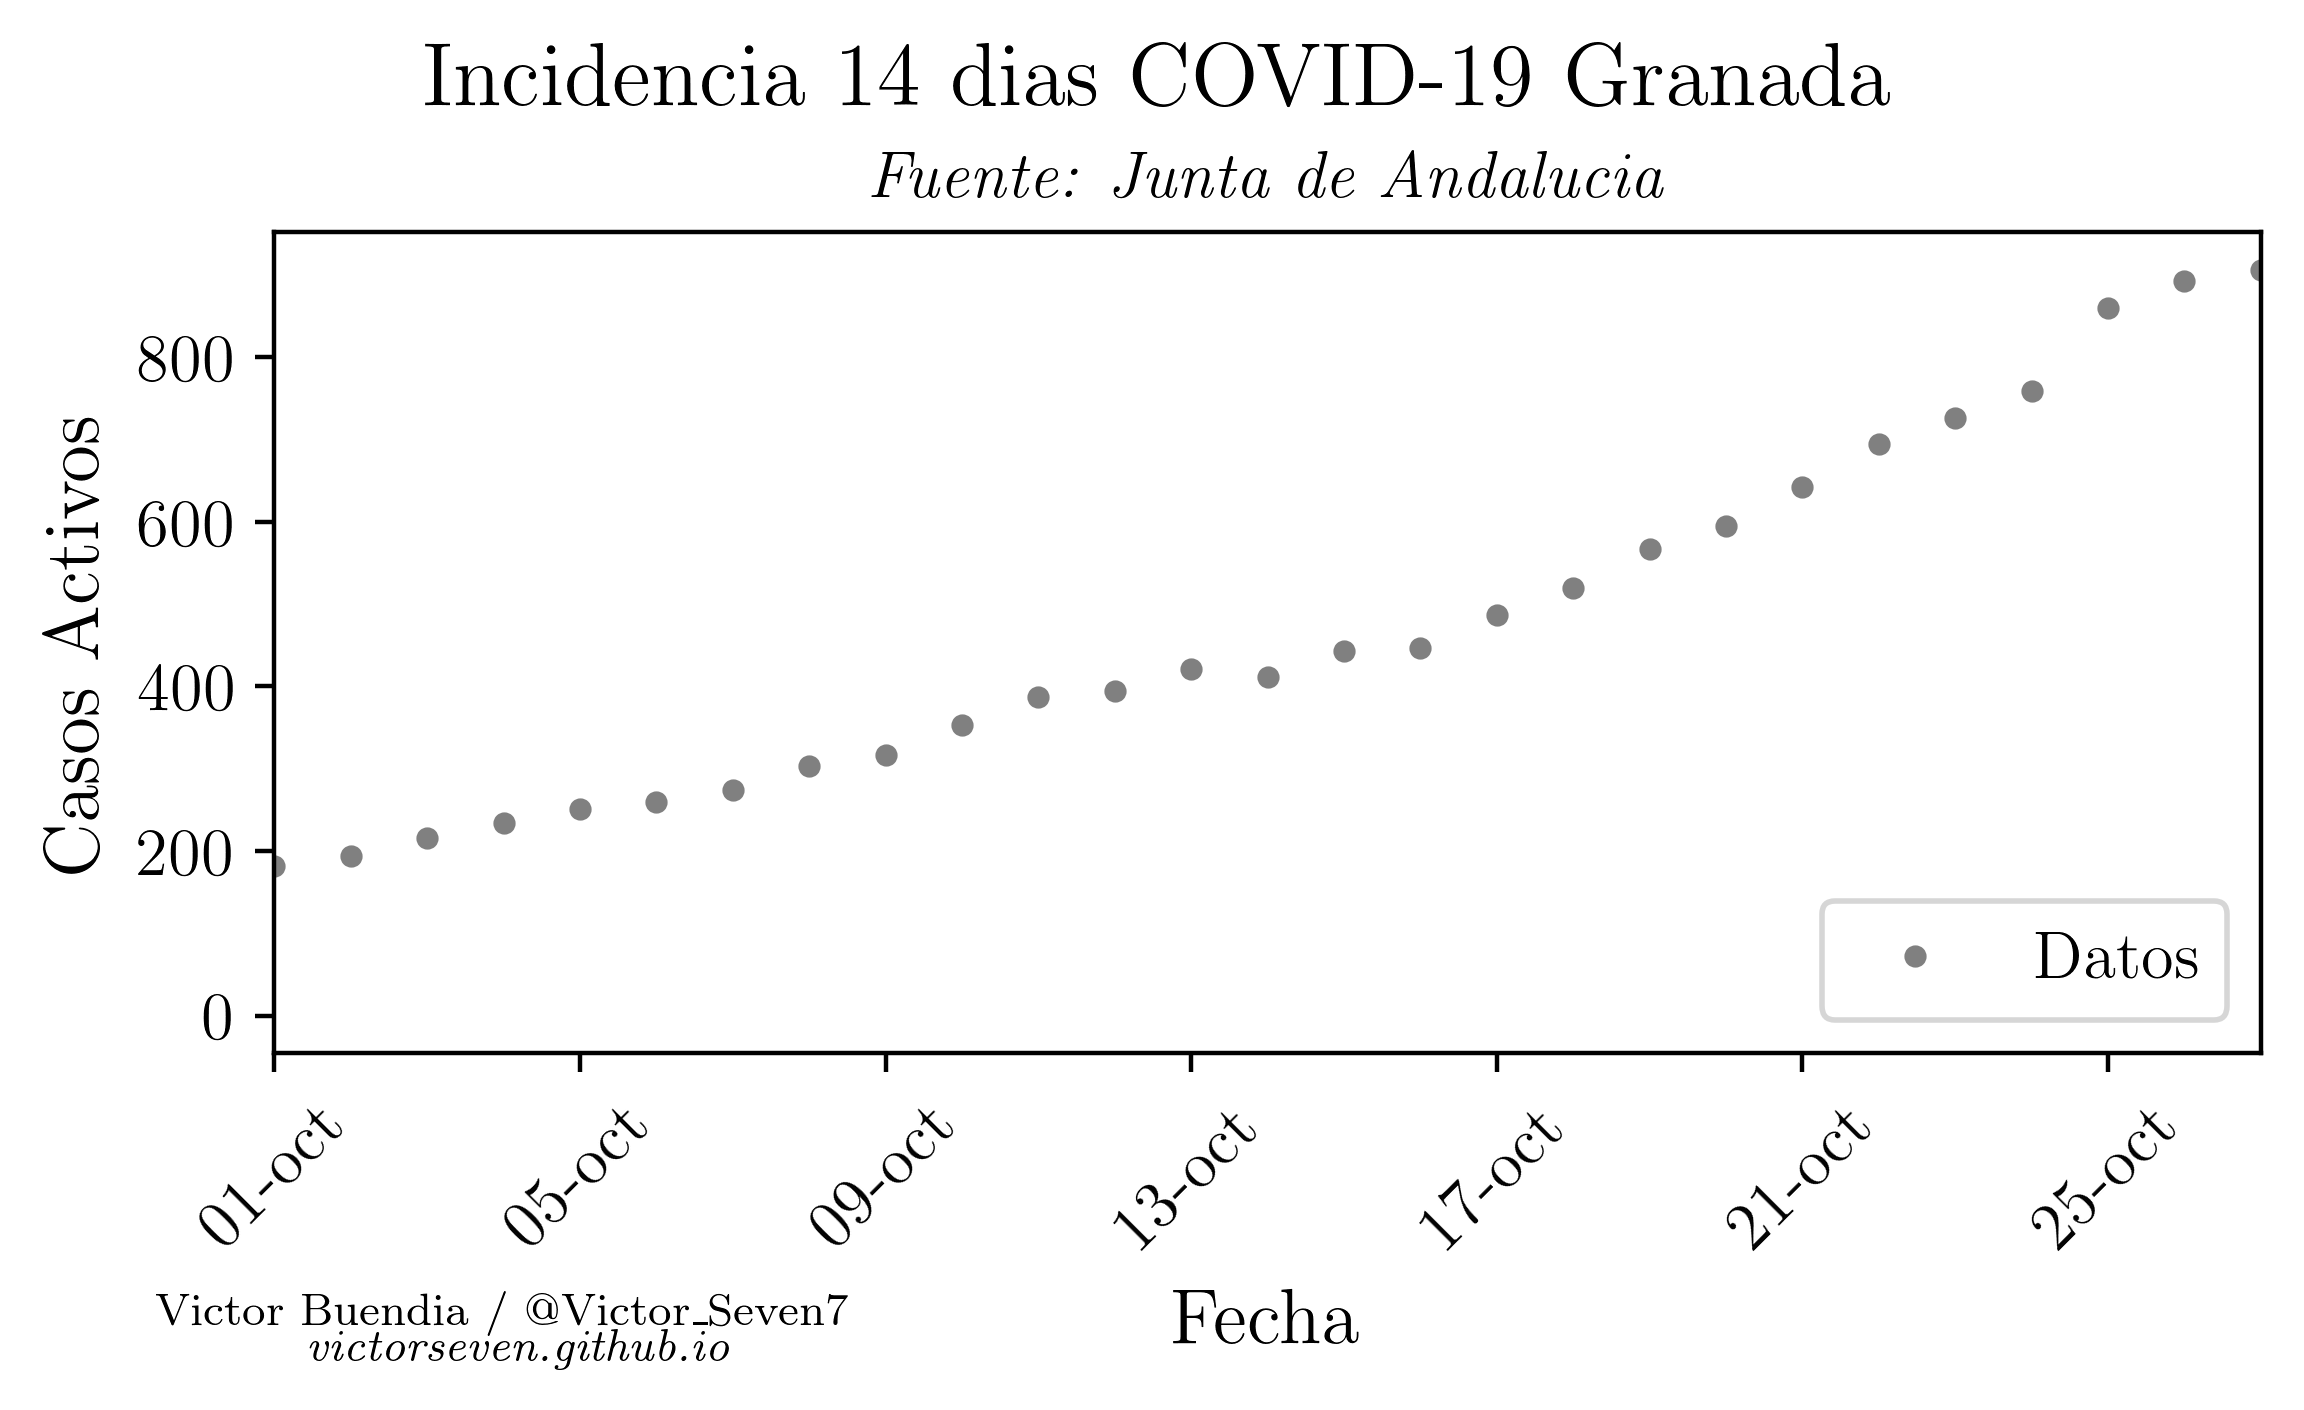 Incidencia 14 dias COVID-19 Granada
Fuente: Junta de Andalucia
Casos Activos
800
600
400
200
0
Datos
01-oct
05-oct
09-oct
13-oct
17-oct
21-oct
25-oct
Fecha
Victor Buendia / @Victor_Seven7
victorseven.github.io